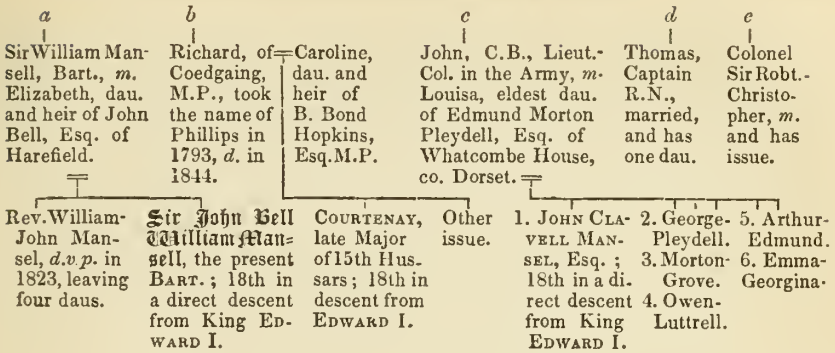 a
Sir William Man-
sell, Bart., m.
Elizabeth, dau.
and heir of John
Bell, Esq. of
Harefield.
b
Richard, of
Coedgaing,
M.P., took
the name of
Phillips in
1793, d. in
1844.
Caroline,
dau. and
heir of
B. Bond
Hopkins,
Esq. M.P.
c
John, C.B., Lieut.-
Col. in the Army, m.
Louisa, eldest dau.
of Edmund Morton
Pleydell, Esq. of
Whatcombe House,
co. Dorset.
d
Thomas,
Captain
R.N.,
married,
and has
one dau.
e
Colonel
Sir Robt.-
Christo-
pher, m.
and has
issue.
Rev. William-
John Man-
sel, d.v.p. in
1823, leaving
four daus.
Sir John Bell
William Man-
sell, the present
BART.; 18th in
a direct descent
from King ED-
WARD I.
COURTENAY,
late Major
of 15th Hus-
sars; 18th in
descent from
EDWARD I.
Other
issue.
1. JOHN CLA-
VELL MAN-
SEL, Esq.;
18th in a di-
rect descent
from King
EDWARD I.
2. George-
Pleydell.
3. Morton-
Grove.
4. Owen-
Luttrell.
5. Arthur-
Edmund.
6. Emma-
Georgina.